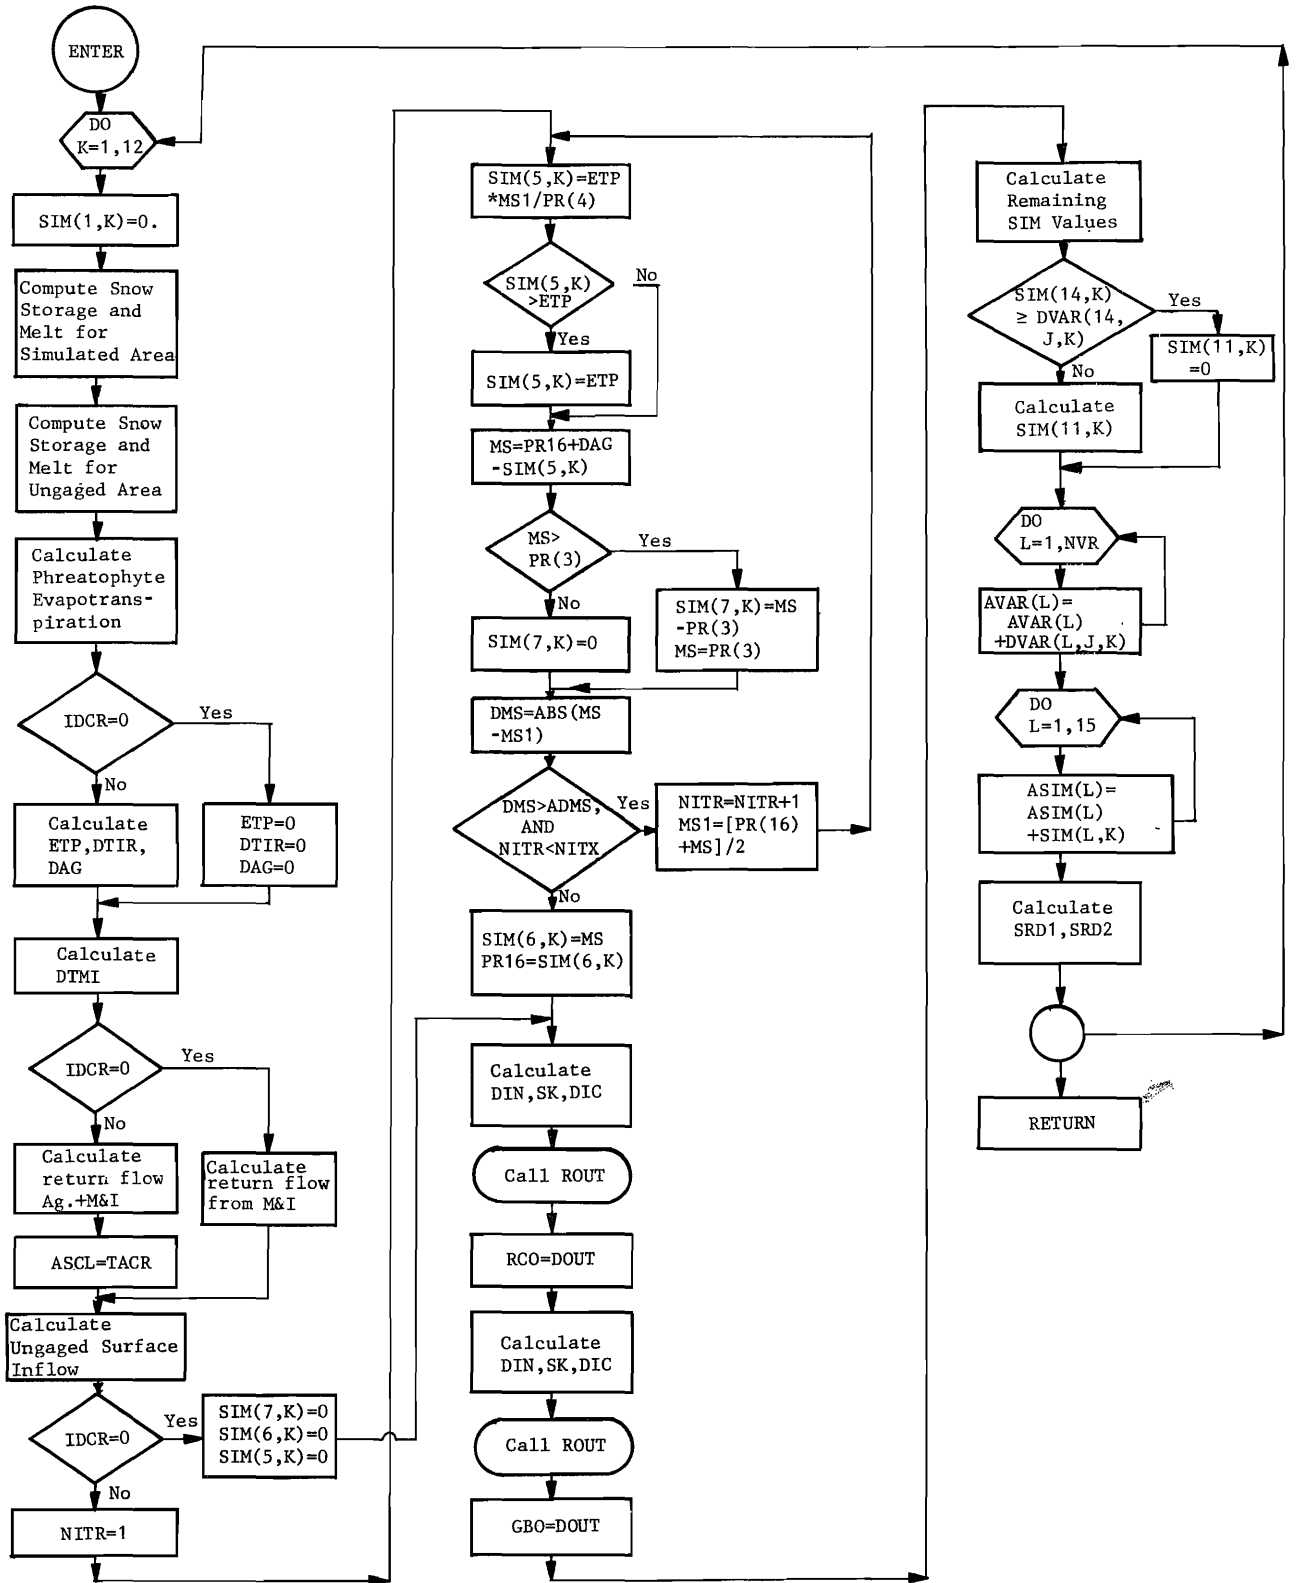 ENTER
DO
K=1,12
SIM(1,K)=0.
Compute Snow
Storage and
Melt for
Simulated Area
Compute Snow
Storage and
Melt for
Ungaged Area
Calculate
Phreatophyte
Evapotrans-
piration
IDCR=0
Yes
No
Calculate
ETP,DTIR,
DAG
ETP=0
DTIR=0
DAG=0
Calculate
DTMI
IDCR=0
Yes
No
Calculate
return flow
Ag.+M&I
Calculate
return flow
from M&I
ASCL=TACR
Calculate
Ungaged Surface
Inflow
IDCR=0
Yes
SIM(7,K)=0
SIM(6,K)=0
SIM(5,K)=0
No
NITR=1
SIM(5,K)=ETP
*MS1/PR(4)
SIM(5,K)
>ETP
No
Yes
SIM(5,K)=ETP
MS=PR16+DAG
-SIM(5,K)
MS>
PR(3)
Yes
No
SIM(7,K)=0
SIM(7,K)=MS
-PR(3)
MS=PR(3)
DMS=ABS(MS
-MS1)
DMS>ADMS,
AND
NITR<NITX
Yes
NITR=NITR+1
MS1=[PR(16)
+MS]/2
No
SIM(6,K)=MS
PR16=SIM(6,K)
Calculate
DIN,SK,DIC
Call ROUT
RCO=DOUT
Calculate
DIN,SK,DIC
Call ROUT
GBO=DOUT
Calculate
Remaining
SIM Values
SIM(14,K)
≥ DVAR(14,
J,K)
Yes
SIM(11,K)
=0
No
Calculate
SIM(11,K)
DO
L=1,NVR
AVAR(L)=
AVAR(L)
+DVAR(L,J,K)
DO
L=1,15
ASIM(L)=
ASIM(L)
+SIM(L,K)
Calculate
SRD1,SRD2
RETURN